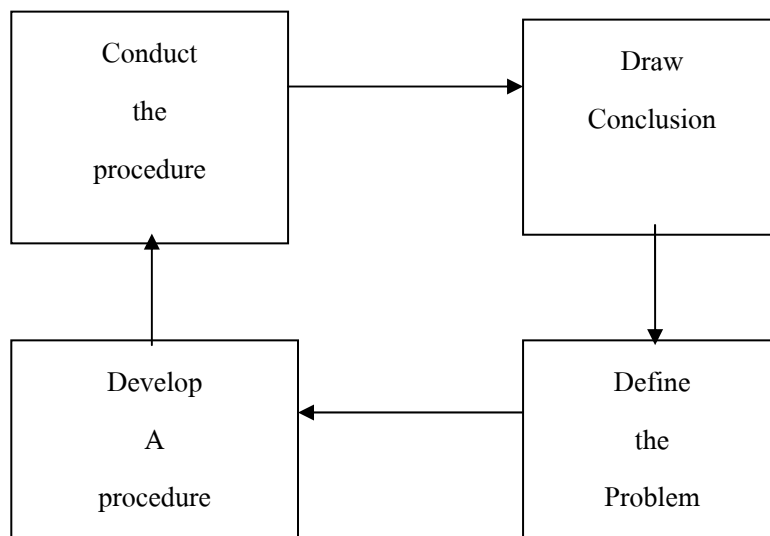 Conduct
the
procedure
Draw
Conclusion
Develop
A
procedure
Define
the
Problem